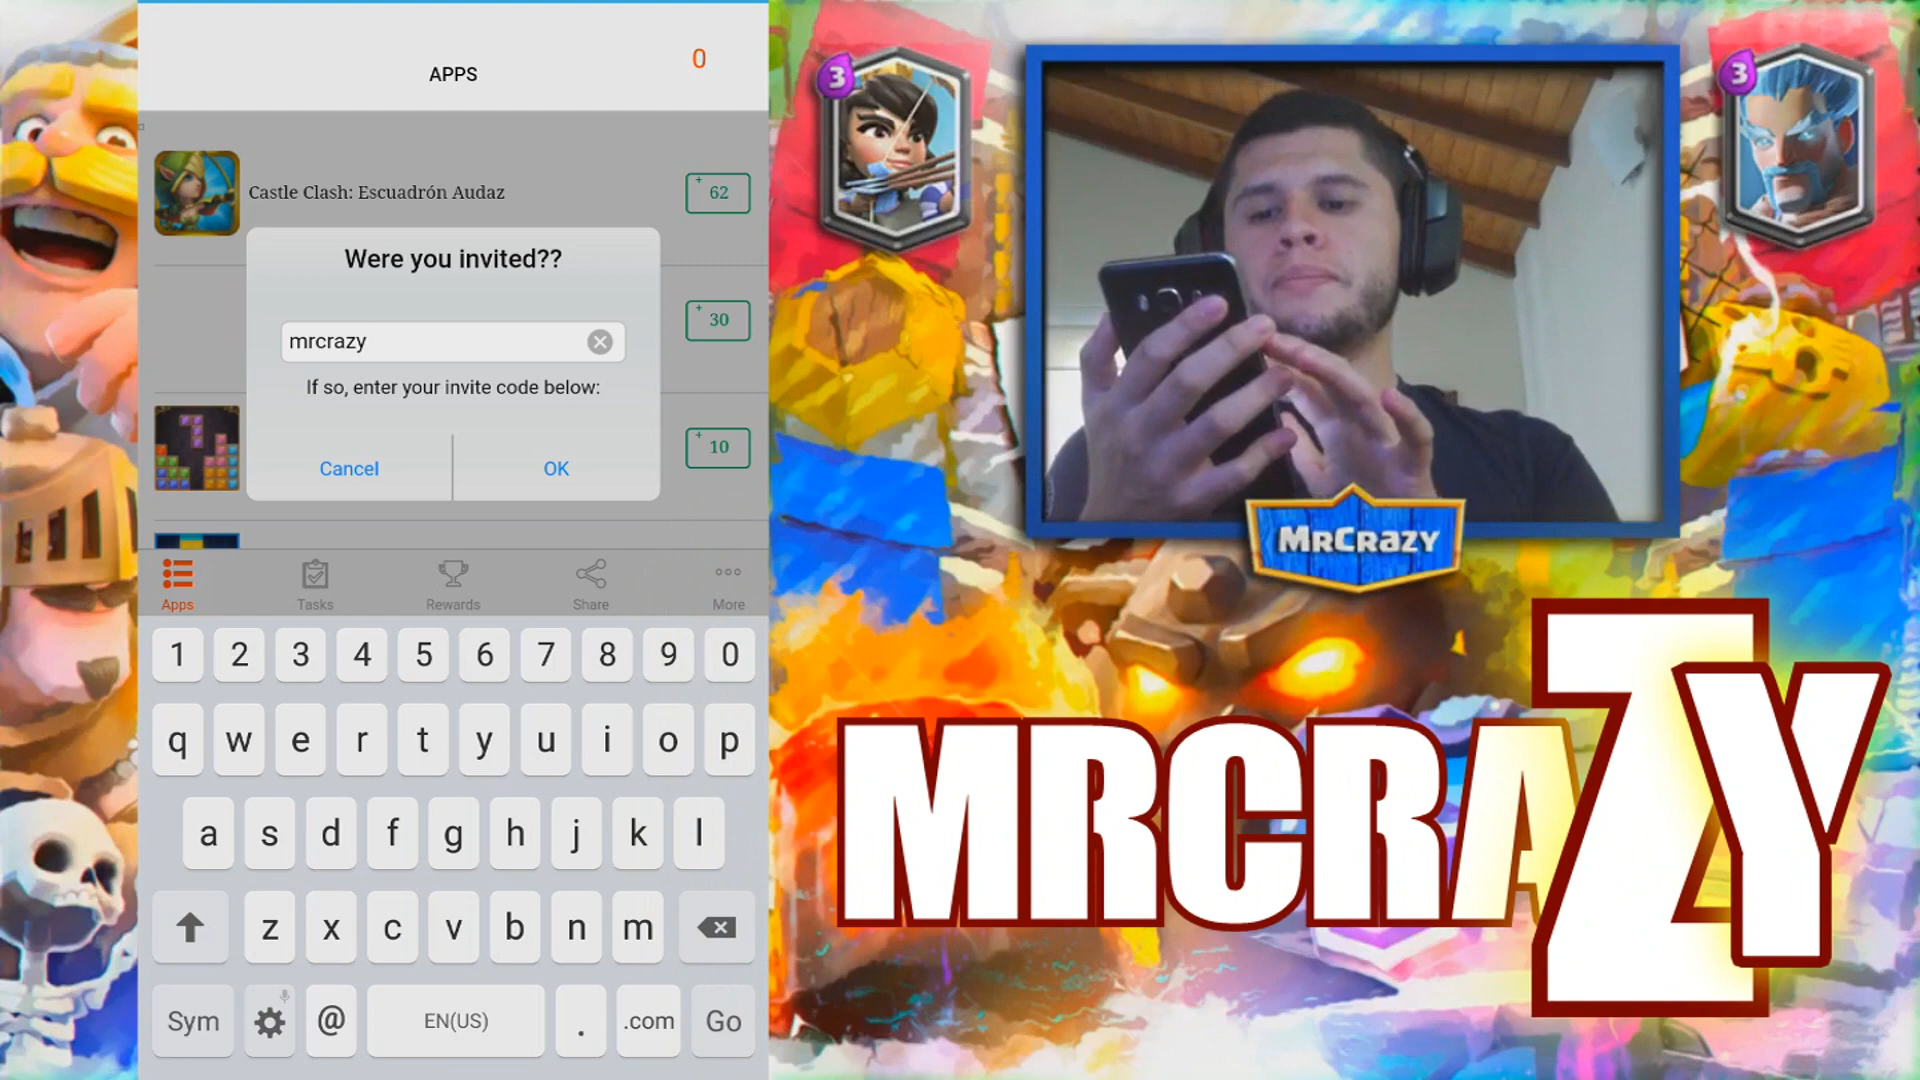 APPS
0
Castle Clash: Escuadrón Audaz
+ 62
Were you invited??
+ 30
mrcrazy
If so, enter your invite code below:
+ 10
Cancel
OK
Apps
Tasks
Rewards
Share
More
1 2 3 4 5 6 7 8 9 0
q w e r t y u i o p
a s d f g h j k l
z x c v b n m
Sym
@
EN(US)
.
.com
Go
3
3
MRCRAZY
MRCRAZY